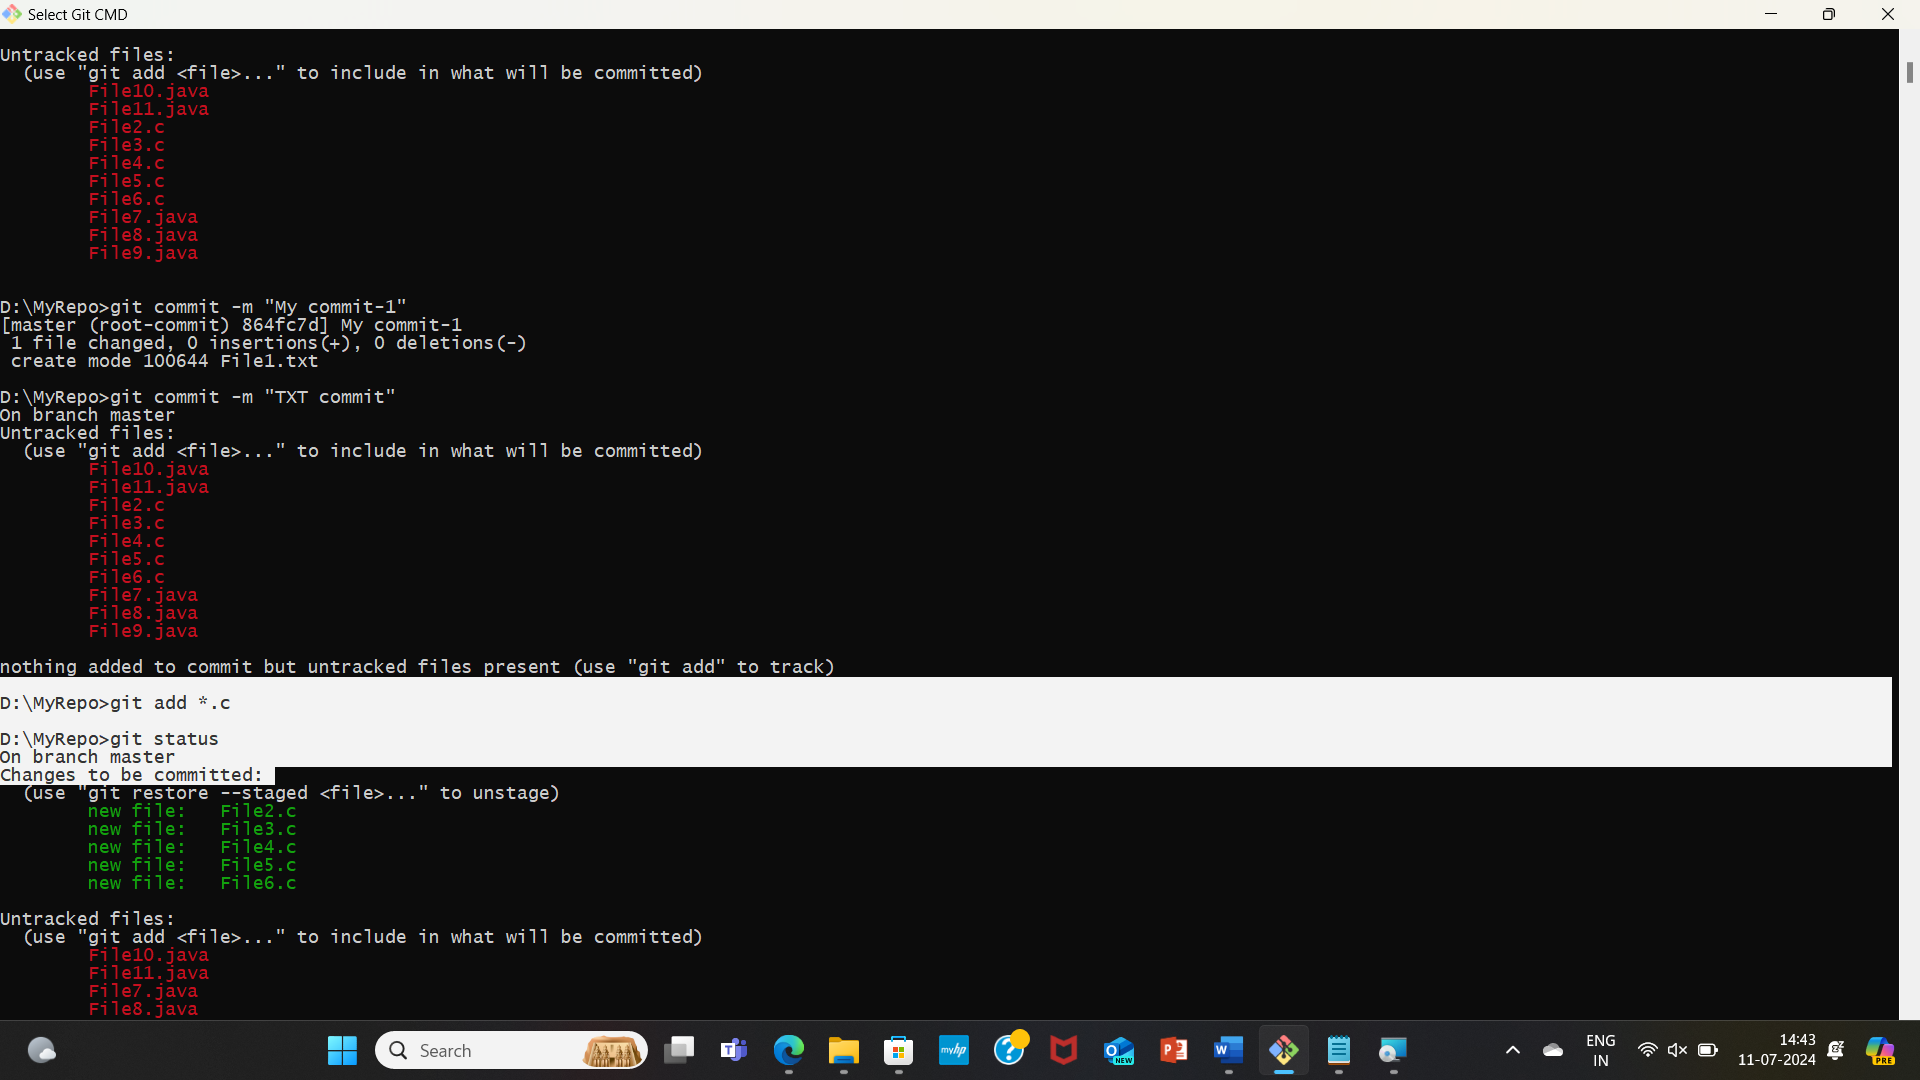 Select Git CMD
Untracked files:
  (use "git add <file>..." to include in what will be committed)
        File10.java
        File11.java
        File2.c
        File3.c
        File4.c
        File5.c
        File6.c
        File7.java
        File8.java
        File9.java
D:\MyRepo>git commit -m "My commit-1"
[master (root-commit) 864fc7d] My commit-1
 1 file changed, 0 insertions(+), 0 deletions(-)
 create mode 100644 File1.txt
D:\MyRepo>git commit -m "TXT commit"
On branch master
Untracked files:
  (use "git add <file>..." to include in what will be committed)
        File10.java
        File11.java
        File2.c
        File3.c
        File4.c
        File5.c
        File6.c
        File7.java
        File8.java
        File9.java
nothing added to commit but untracked files present (use "git add" to track)
D:\MyRepo>git add *.c
D:\MyRepo>git status
On branch master
Changes to be committed:
  (use "git restore --staged <file>..." to unstage)
        new file:   File2.c
        new file:   File3.c
        new file:   File4.c
        new file:   File5.c
        new file:   File6.c
Untracked files:
  (use "git add <file>..." to include in what will be committed)
        File10.java
        File11.java
        File7.java
        File8.java
Search
myhp
NEW
ENG
IN
14:43
11-07-2024
PRE